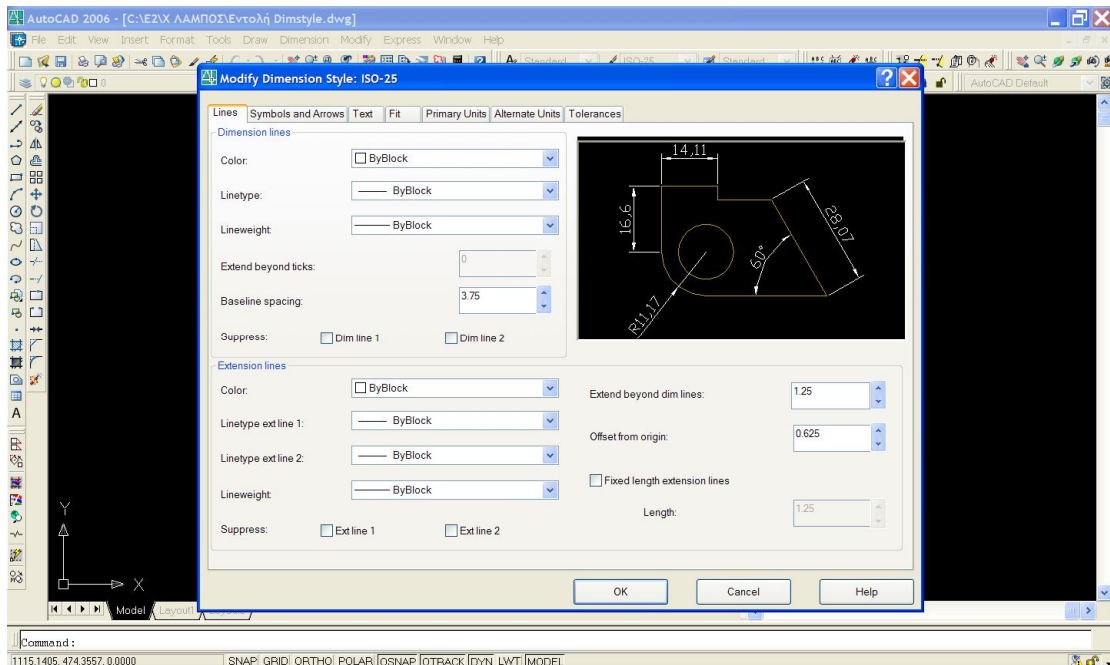 AutoCAD 2006 - [C:\E2\Χ ΛΑΜΠΟΣ\Εντολή Dimstyle.dwg]
File Edit View Insert Format Tools Draw Dimension Modify Express Window Help
Standard ISO-25 Standard
0 AutoCAD Default
Modify Dimension Style: ISO-25
Lines Symbols and Arrows Text Fit Primary Units Alternate Units Tolerances
Dimension lines
Color: ByBlock
Linetype: ByBlock
Lineweight: ByBlock
Extend beyond ticks: 0
Baseline spacing: 3.75
Suppress: Dim line 1 Dim line 2
14,11
16,6
28,07
60°
R11,17
Extension lines
Color: ByBlock
Linetype ext line 1: ByBlock
Linetype ext line 2: ByBlock
Lineweight: ByBlock
Suppress: Ext line 1 Ext line 2
Extend beyond dim lines: 1.25
Offset from origin: 0.625
Fixed length extension lines
Length: 1.25
OK Cancel Help
A
Y
X
Model Layout1
Command:
1115.1405, 474.3557, 0.0000 SNAP GRID ORTHO POLAR OSNAP OTRACK DYN LWT MODEL